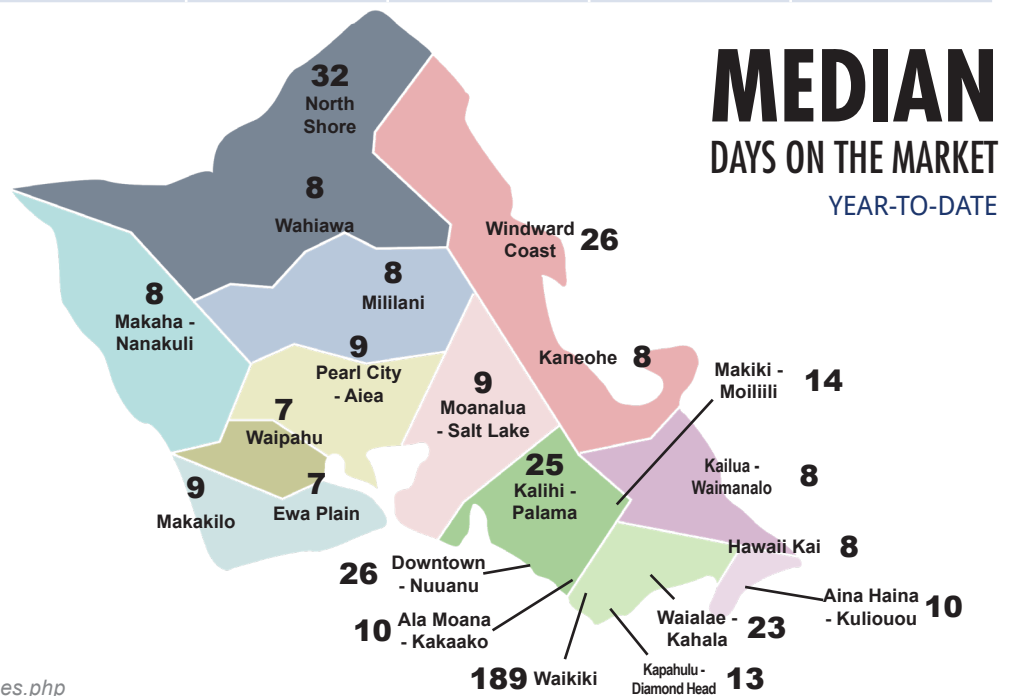 MEDIAN
DAYS ON THE MARKET
YEAR-TO-DATE
32
North
Shore
8
Wahiawa
Windward
Coast 26
8
Mililani
8
Makaha -
Nanakuli
9
Pearl City
- Aiea
Kaneohe 8
Makiki -
Moiliili 14
9
Moanalua
- Salt Lake
7
Waipahu
25
Kalihi -
Palama
Kailua -
Waimanalo 8
9
Makakilo
7
Ewa Plain
Hawaii Kai 8
26 Downtown
- Nuuanu
Aina Haina
- Kuliouou 10
10 Ala Moana
- Kakaako
Waialae -
Kahala 23
189 Waikiki
Kapahulu -
Diamond Head 13
es.php